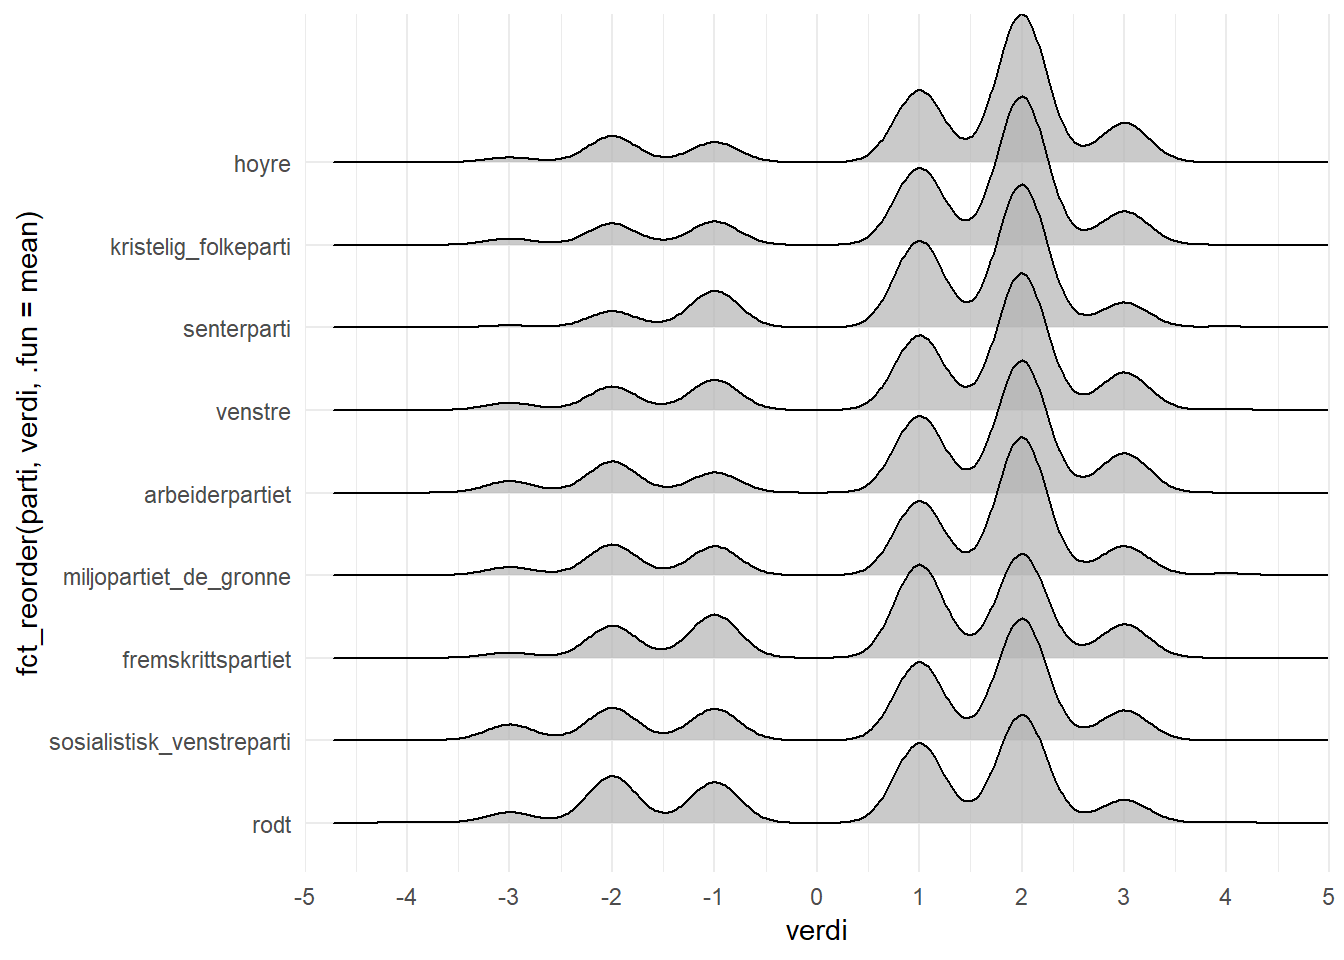 fct_reorder(parti, verdi, .fun = mean)
hoyre
kristelig_folkeparti
senterparti
venstre
arbeiderpartiet
miljopartiet_de_gronne
fremskrittspartiet
sosialistisk_venstreparti
rodt
-5 -4 -3 -2 -1 0 1 2 3 4 5
verdi